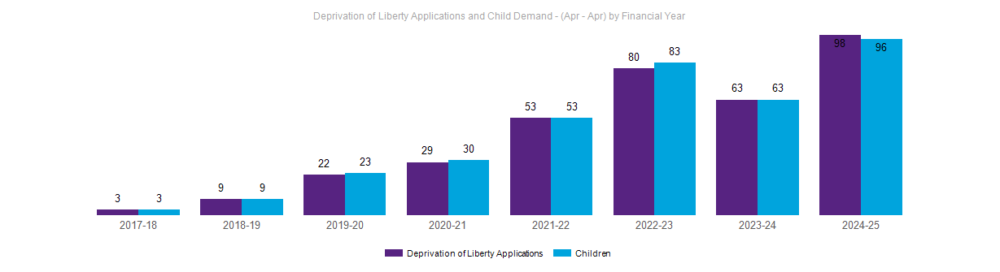 Deprivation of Liberty Applications and Child Demand - (Apr - Apr) by Financial Year
3 3 9 9 22 23 29 30 53 53 80 83 63 63 98 96
2017-18 2018-19 2019-20 2020-21 2021-22 2022-23 2023-24 2024-25
Deprivation of Liberty Applications Children